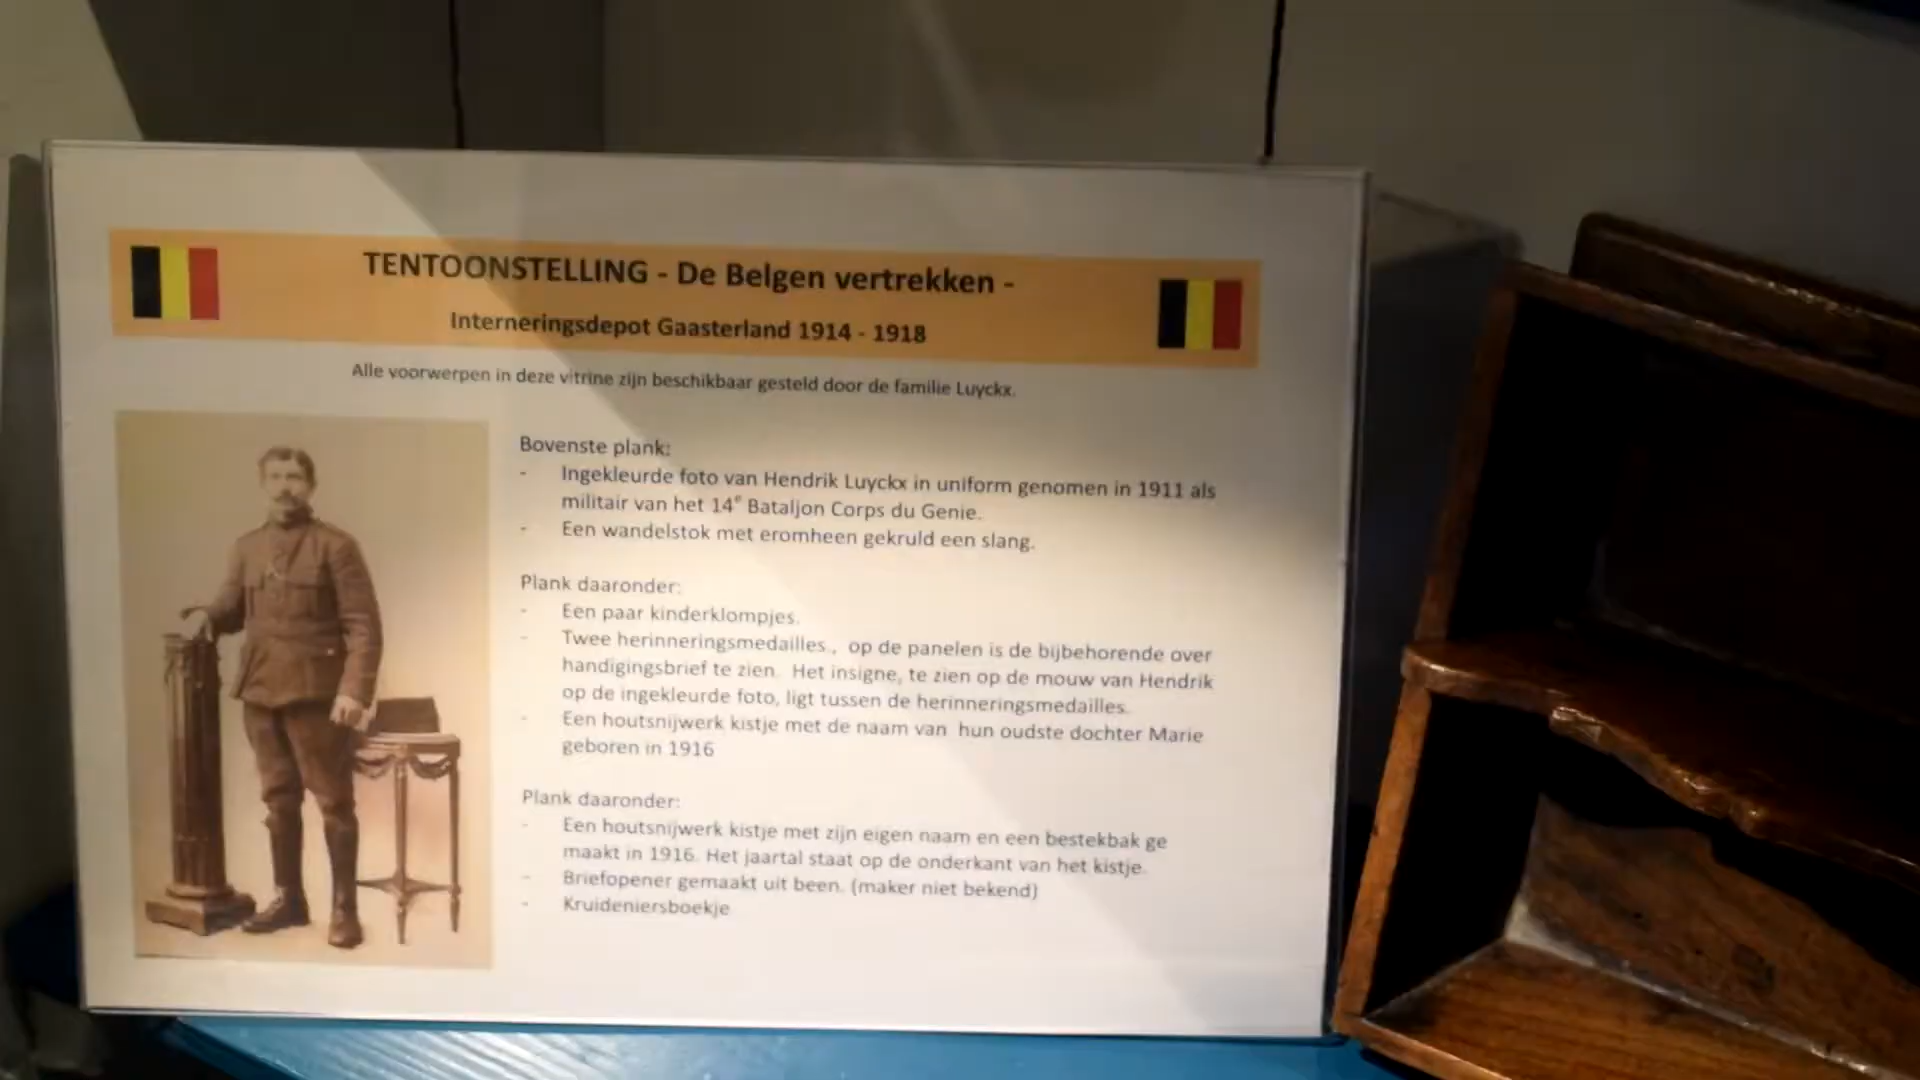 TENTOONSTELLING - De Belgen vertrekken -
Interneringsdepot Gaasterland 1914 - 1918
Alle voorwerpen in deze vitrine zijn beschikbaar gesteld door de familie Luyckx.
Bovenste plank:
- Ingekleurde foto van Hendrik Luyckx in uniform genomen in 1911 als
militair van het 14e Bataljon Corps du Genie.
- Een wandelstok met eromheen gekruld een slang.
Plank daaronder:
- Een paar kinderklompjes.
- Twee herinneringsmedailles., op de panelen is de bijbehorende over
handigingsbrief te zien. Het insigne, te zien op de mouw van Hendrik
op de ingekleurde foto, ligt tussen de herinneringsmedailles.
- Een houtsnijwerk kistje met de naam van hun oudste dochter Marie
geboren in 1916
Plank daaronder:
- Een houtsnijwerk kistje met zijn eigen naam en een bestekbak ge
maakt in 1916. Het jaartal staat op de onderkant van het kistje.
- Briefopener gemaakt uit been. (maker niet bekend)
- Kruideniersboekje